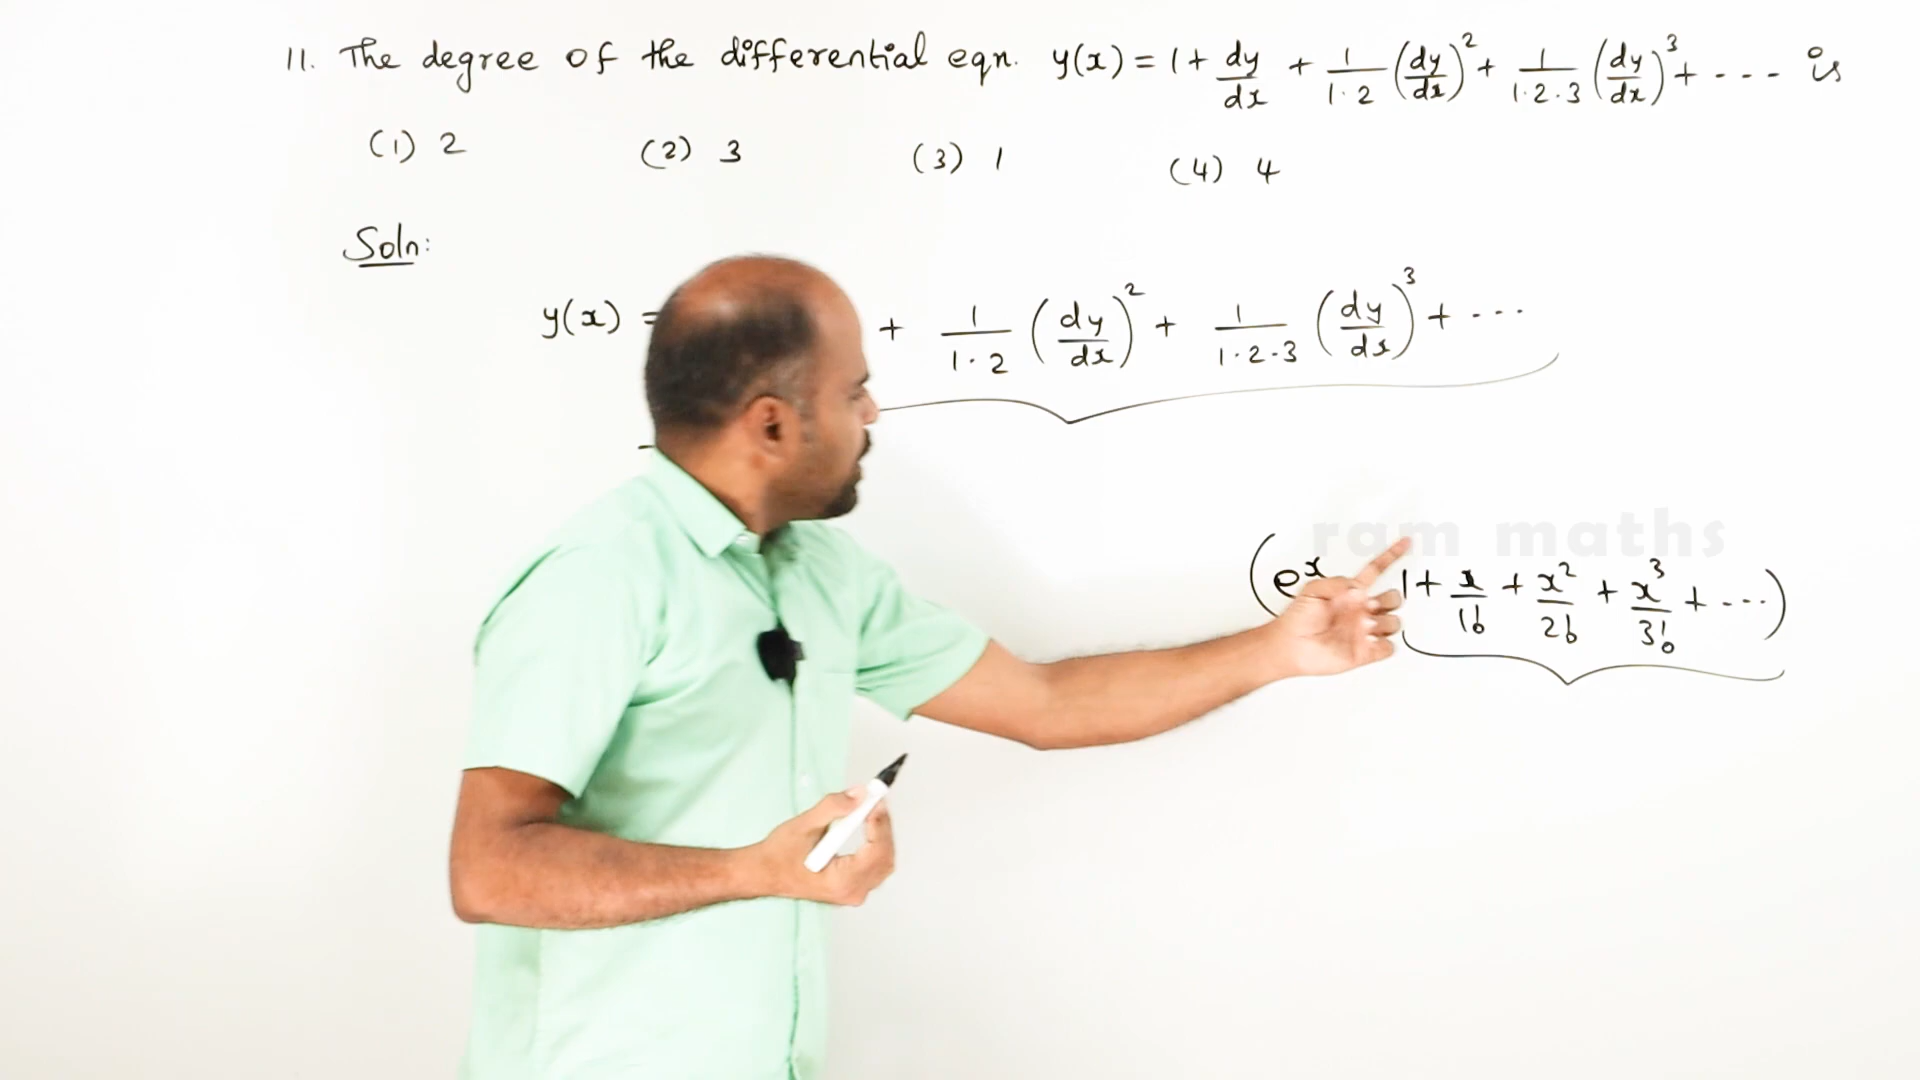 11. The degree of the differential eqn. y(x) = 1 + dy/dx + 1/1·2 (dy/dx)² + 1/1·2·3 (dy/dx)³ + ---- is
(1) 2 (2) 3 (3) 1 (4) 4
Soln:
y(x) = + 1/1·2 (dy/dx)² + 1/1·2·3 (dy/dx)³ + ···
ram maths
(eˣ 1 + x/1! + x²/2! + x³/3! + ···)